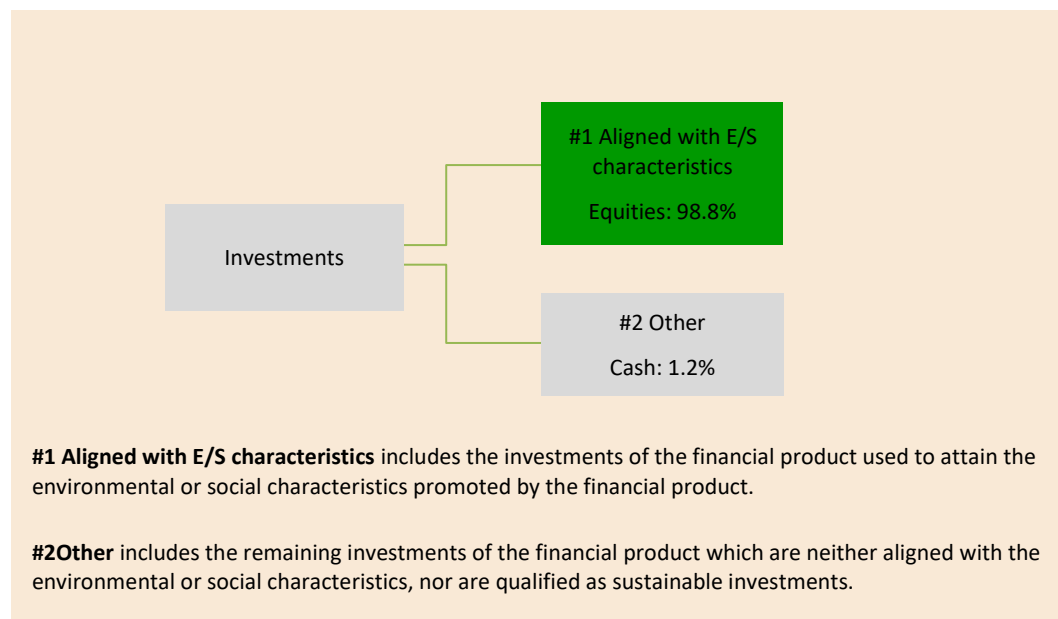 #1 Aligned with E/S
characteristics
Equities: 98.8%
Investments
#2 Other
Cash: 1.2%
#1 Aligned with E/S characteristics includes the investments of the financial product used to attain the
environmental or social characteristics promoted by the financial product.
#2Other includes the remaining investments of the financial product which are neither aligned with the
environmental or social characteristics, nor are qualified as sustainable investments.